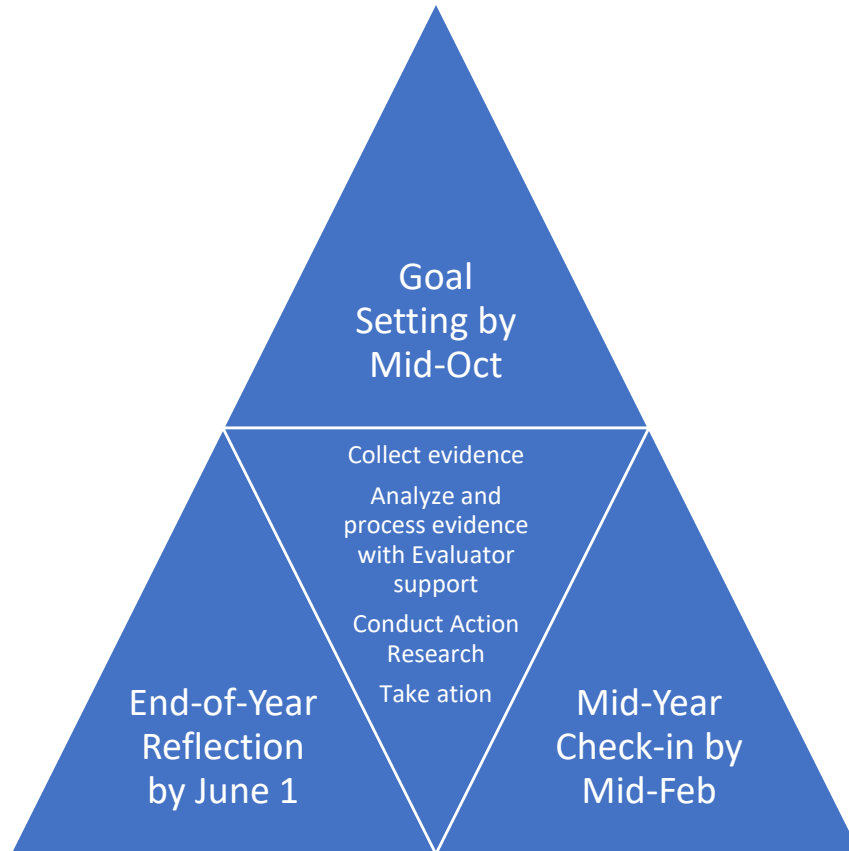 Goal
Setting by
Mid-Oct
Collect evidence
Analyze and
process evidence
with Evaluator
support
Conduct Action
Research
Take ation
End-of-Year
Reflection
by June 1
Mid-Year
Check-in by
Mid-Feb